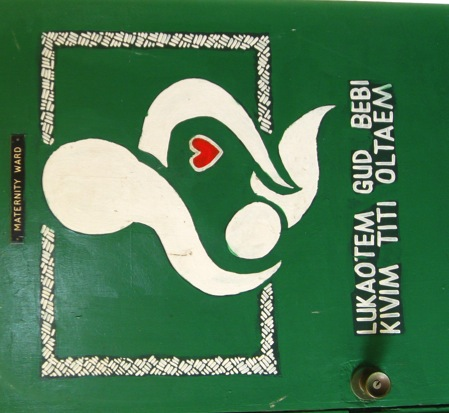 MATERNITY WARD
LUKAOTEM GUD BEBI
KIVIM TITI OLTAEM